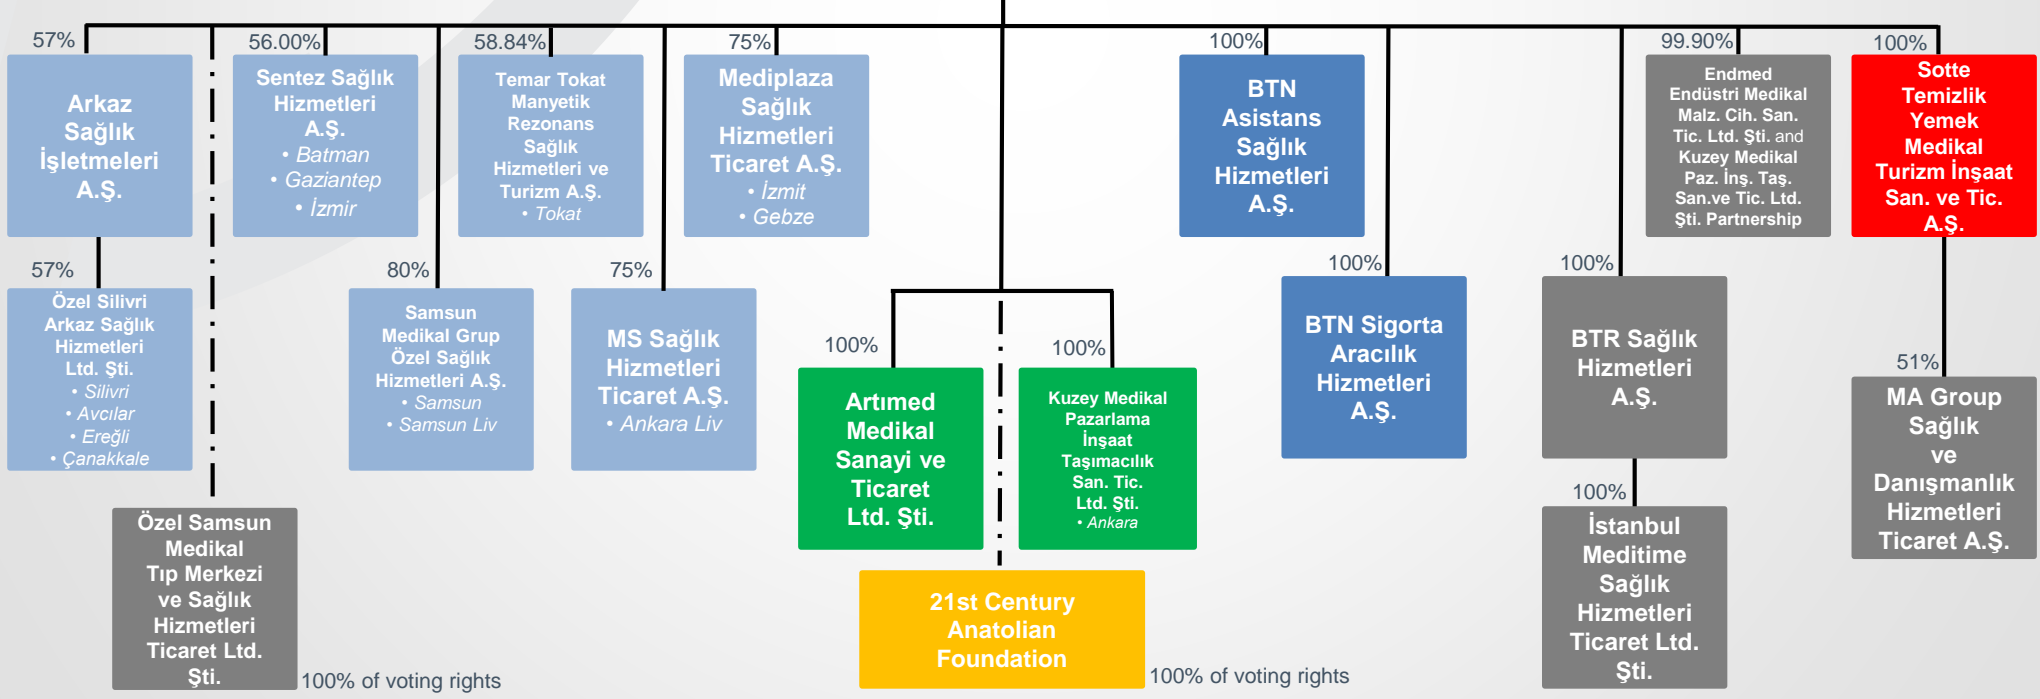 57%
Arkaz
Sağlık
İşletmeleri
A.Ş.
56.00%
Sentez Sağlık
Hizmetleri
A.Ş.
• Batman
• Gaziantep
• İzmir
58.84%
Temar Tokat
Manyetik
Rezonans
Sağlık
Hizmetleri ve
Turizm A.Ş.
• Tokat
75%
Mediplaza
Sağlık
Hizmetleri
Ticaret A.Ş.
• İzmit
• Gebze
100%
BTN
Asistans
Sağlık
Hizmetleri
A.Ş.
99.90%
Endmed
Endüstri Medikal
Malz. Cih. San.
Tic. Ltd. Şti. and
Kuzey Medikal
Paz. İnş. Taş.
San.ve Tic. Ltd.
Şti. Partnership
100%
Sotte
Temizlik
Yemek
Medikal
Turizm İnşaat
San. ve Tic.
A.Ş.
57%
Özel Silivri
Arkaz Sağlık
Hizmetleri
Ltd. Şti.
• Silivri
• Avcılar
• Ereğli
• Çanakkale
80%
Samsun
Medikal Grup
Özel Sağlık
Hizmetleri A.Ş.
• Samsun
• Samsun Liv
75%
MS Sağlık
Hizmetleri
Ticaret A.Ş.
• Ankara Liv
100%
Artımed
Medikal
Sanayi ve
Ticaret
Ltd. Şti.
100%
Kuzey Medikal
Pazarlama
İnşaat
Taşımacılık
San. Tic.
Ltd. Şti.
• Ankara
100%
BTN Sigorta
Aracılık
Hizmetleri
A.Ş.
100%
BTR Sağlık
Hizmetleri
A.Ş.
51%
MA Group
Sağlık
ve
Danışmanlık
Hizmetleri
Ticaret A.Ş.
Özel Samsun
Medikal
Tıp Merkezi
ve Sağlık
Hizmetleri
Ticaret Ltd.
Şti.
100% of voting rights
21st Century
Anatolian
Foundation
100% of voting rights
100%
İstanbul
Meditime
Sağlık
Hizmetleri
Ticaret Ltd.
Şti.